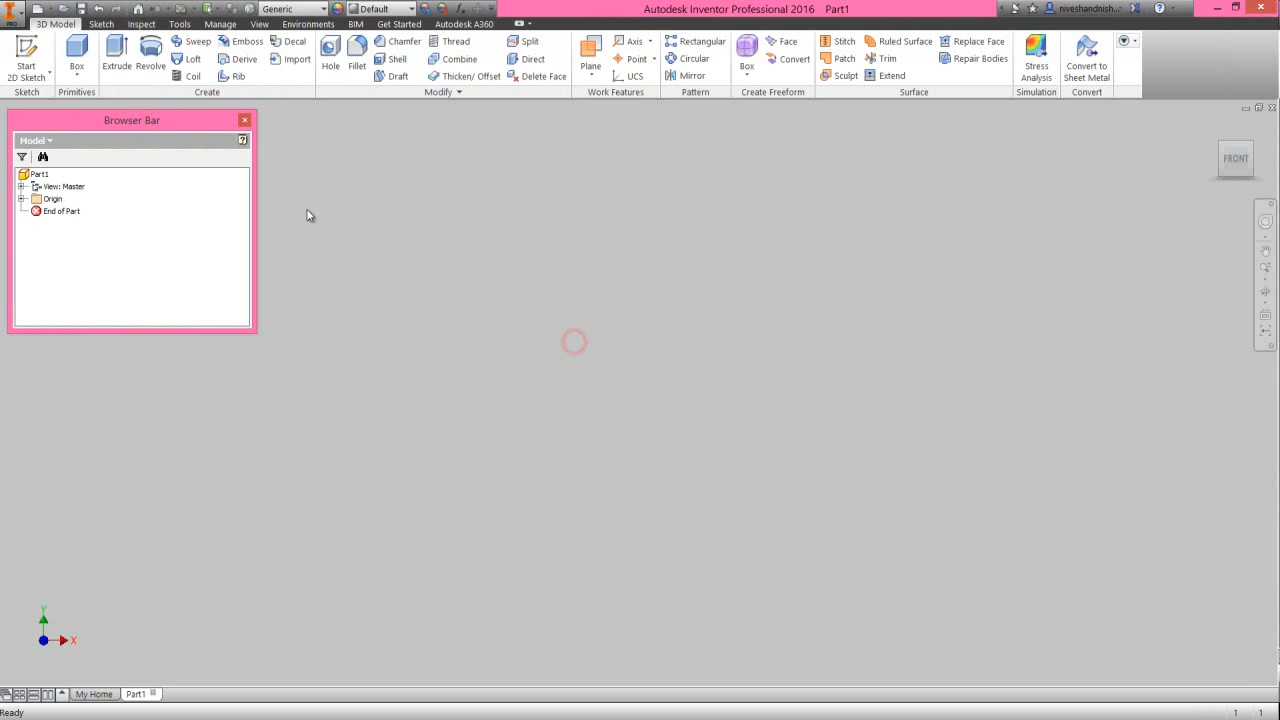 Generic Default Autodesk Inventor Professional 2016 Part1 niveshandnish...
PRO 3D Model Sketch Inspect Tools Manage View Environments BIM Get Started Autodesk A360
Start 2D Sketch Box Extrude Revolve Sweep Emboss Decal Hole Fillet Chamfer Thread Split Plane Axis Rectangular Box Face Stitch Ruled Surface Replace Face Stress Analysis Convert to Sheet Metal
Loft Derive Import Shell Combine Direct Point Circular Convert Patch Trim Repair Bodies
Coil Rib Draft Thicken/ Offset Delete Face UCS Mirror Sculpt Extend
Sketch Primitives Create Modify Work Features Pattern Create Freeform Surface Simulation Convert
Browser Bar
Model
Part1
View: Master
Origin
End of Part
FRONT
Y
X
My Home Part1
Ready 1 1